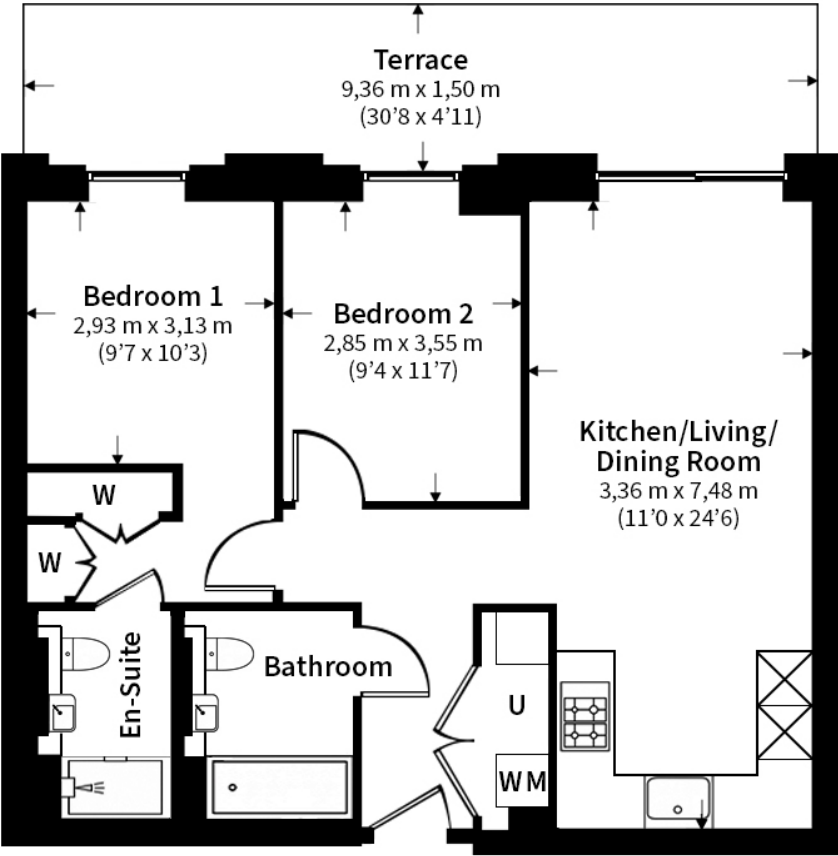 Terrace
9,36 m x 1,50 m
(30’8 x 4’11)
Bedroom 1
2,93 m x 3,13 m
(9’7 x 10’3)
Bedroom 2
2,85 m x 3,55 m
(9’4 x 11’7)
Kitchen/Living/
Dining Room
3,36 m x 7,48 m
(11’0 x 24’6)
W
W
En-Suite
Bathroom
U
WM